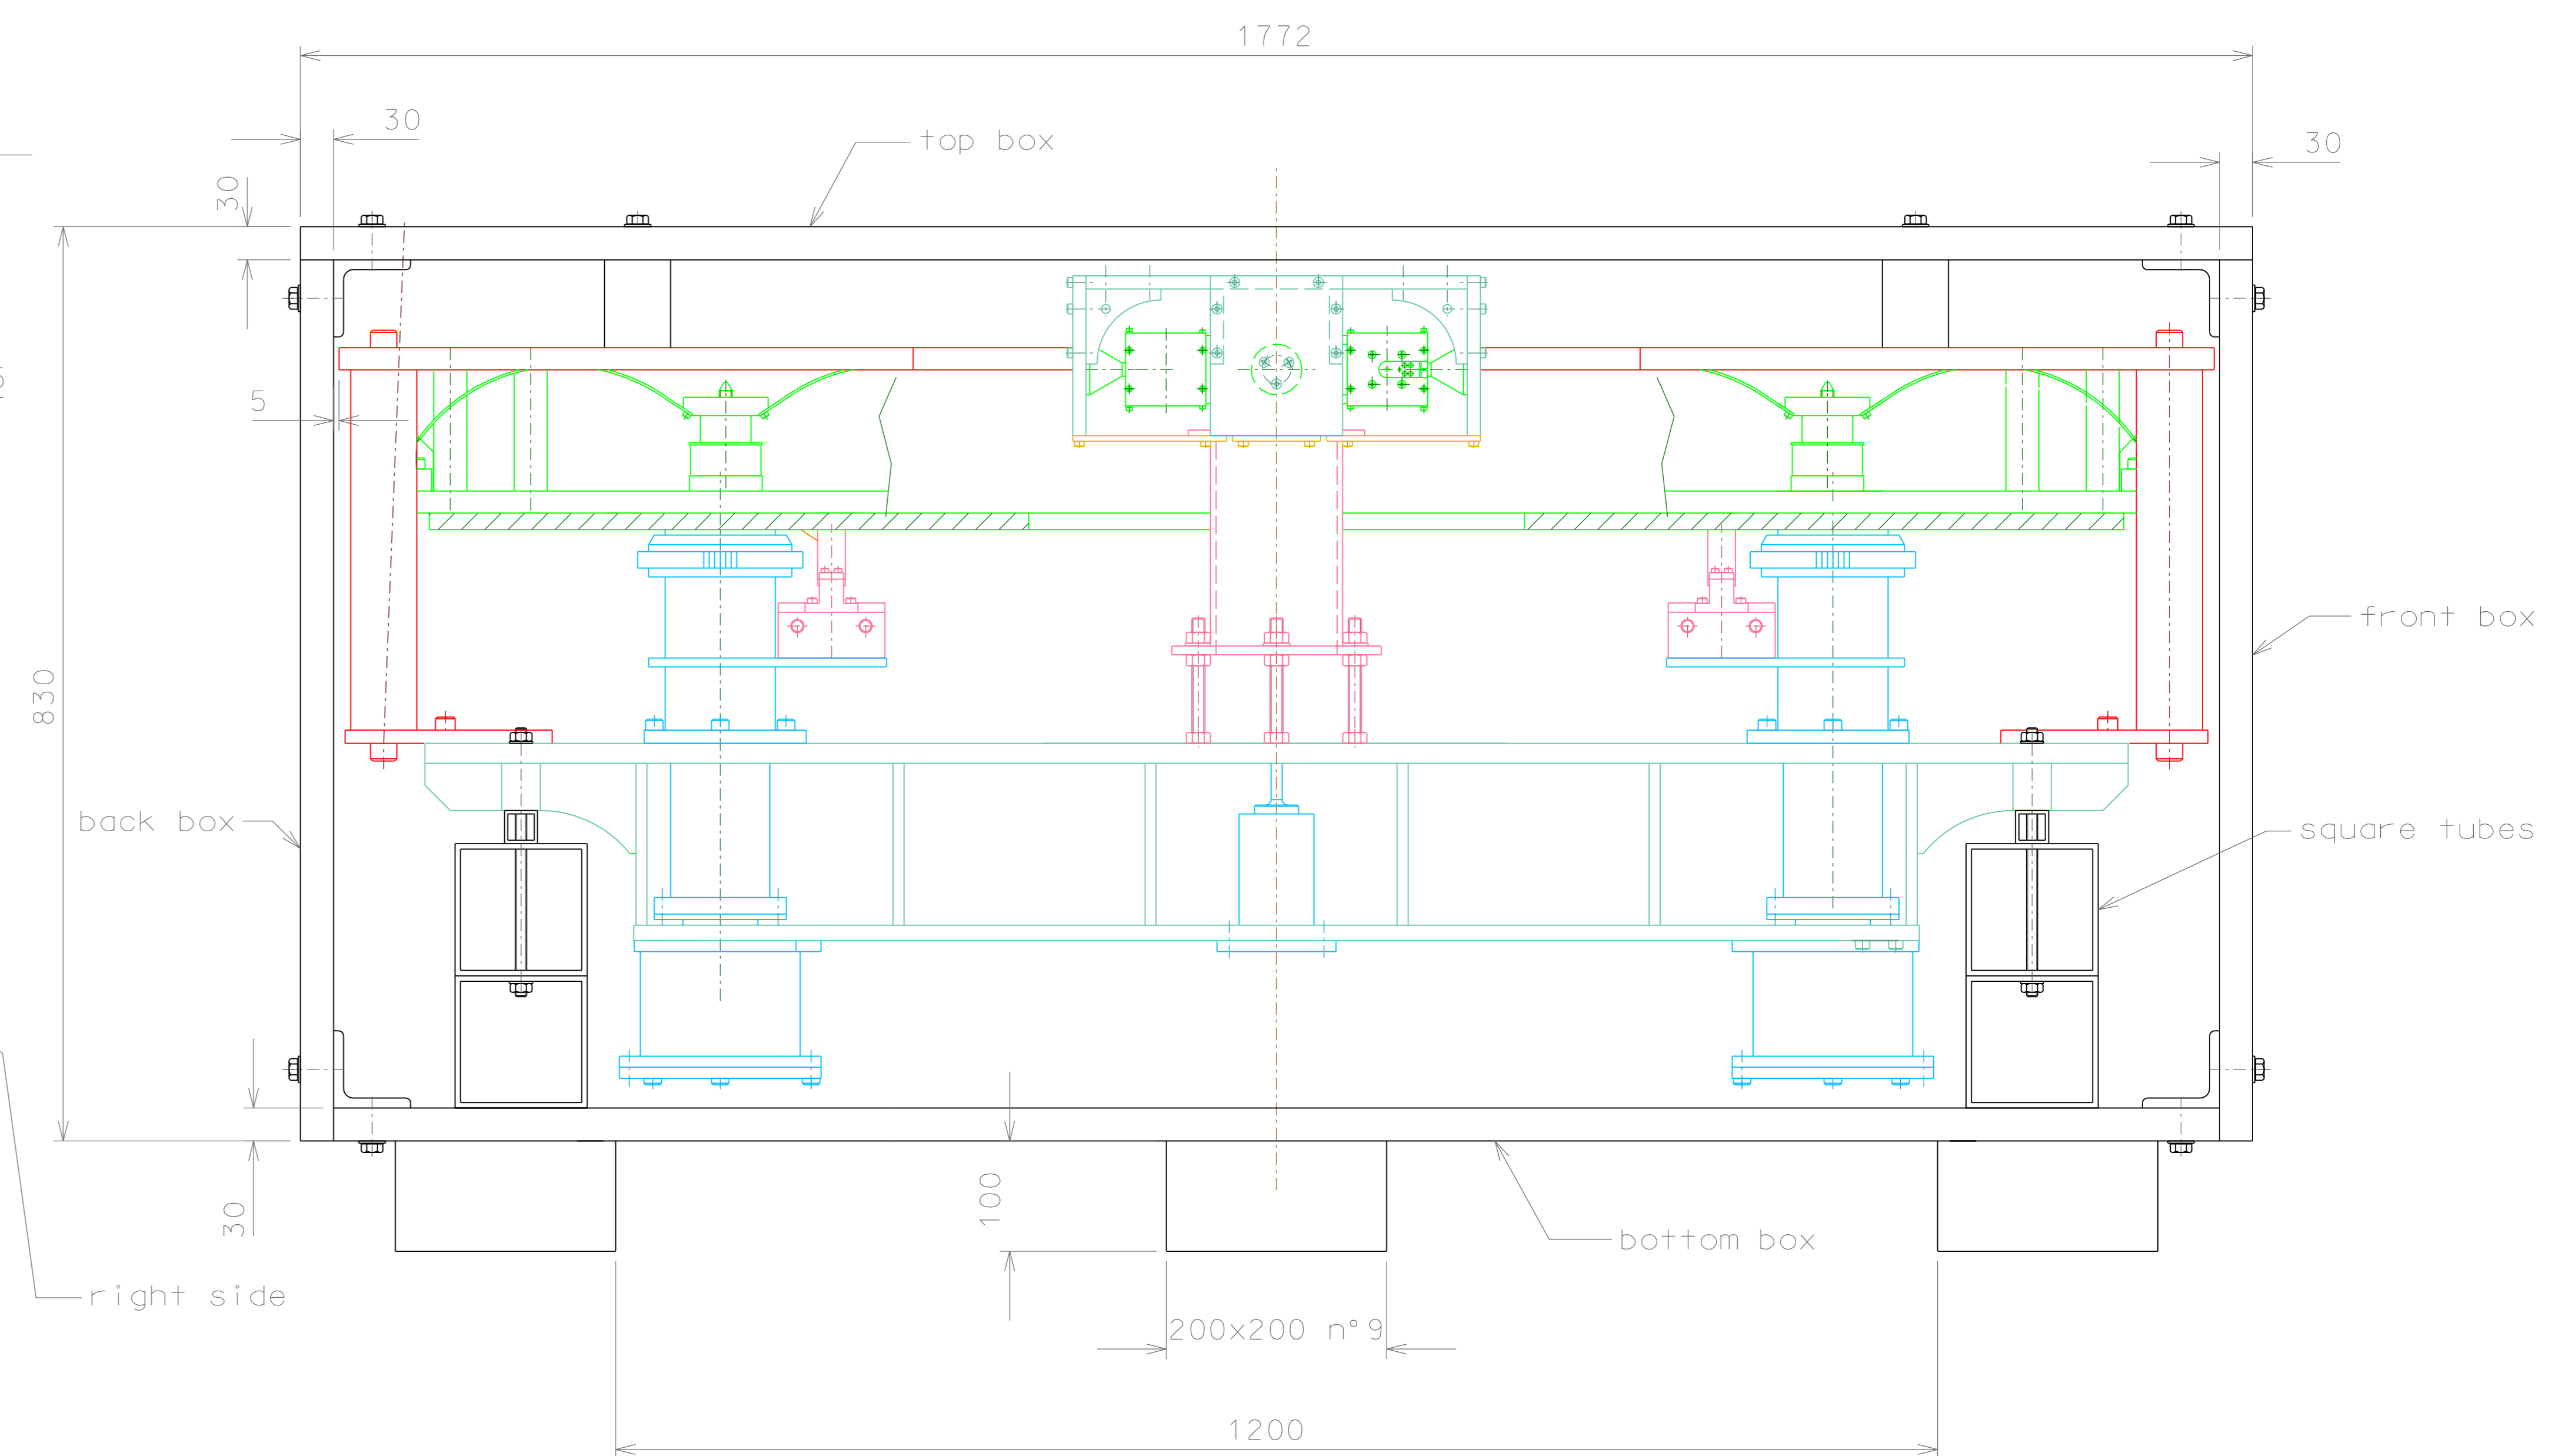 1772
30
top box
30
30
5
front box
830
back box
square tubes
100
30
bottom box
right side
200x200 n°9
1200